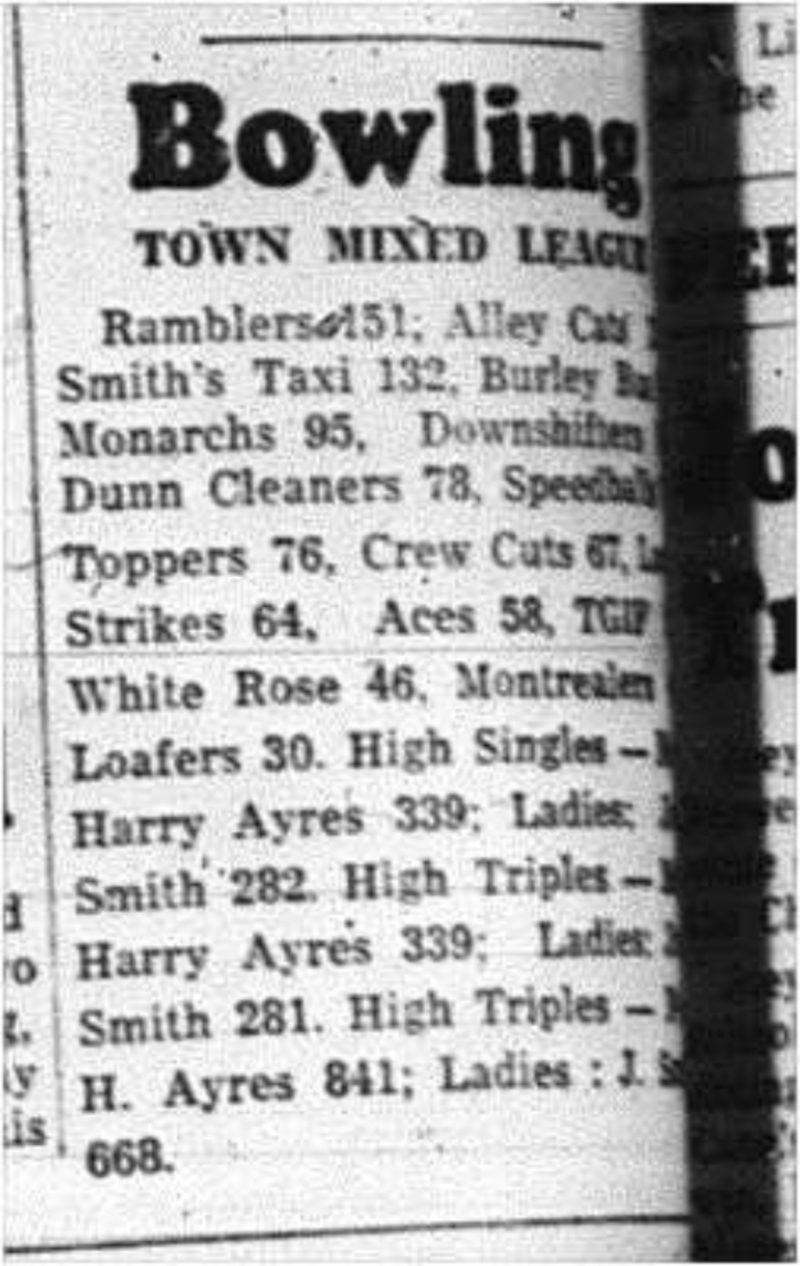 Bowling
TOWN MIXED LEAGUE
Ramblers 151; Alley Cats
Smith's Taxi 132, Burley
Monarchs 95, Downshifters
Dunn Cleaners 78, Speedballs
Toppers 76, Crew Cuts 67,
Strikes 64, Aces 58, TGIF
White Rose 46, Montrealers
Loafers 30. High Singles —
Harry Ayres 339; Ladies:
Smith 282. High Triples —
Harry Ayres 339; Ladies:
Smith 281. High Triples —
H. Ayres 841; Ladies : J.
668.